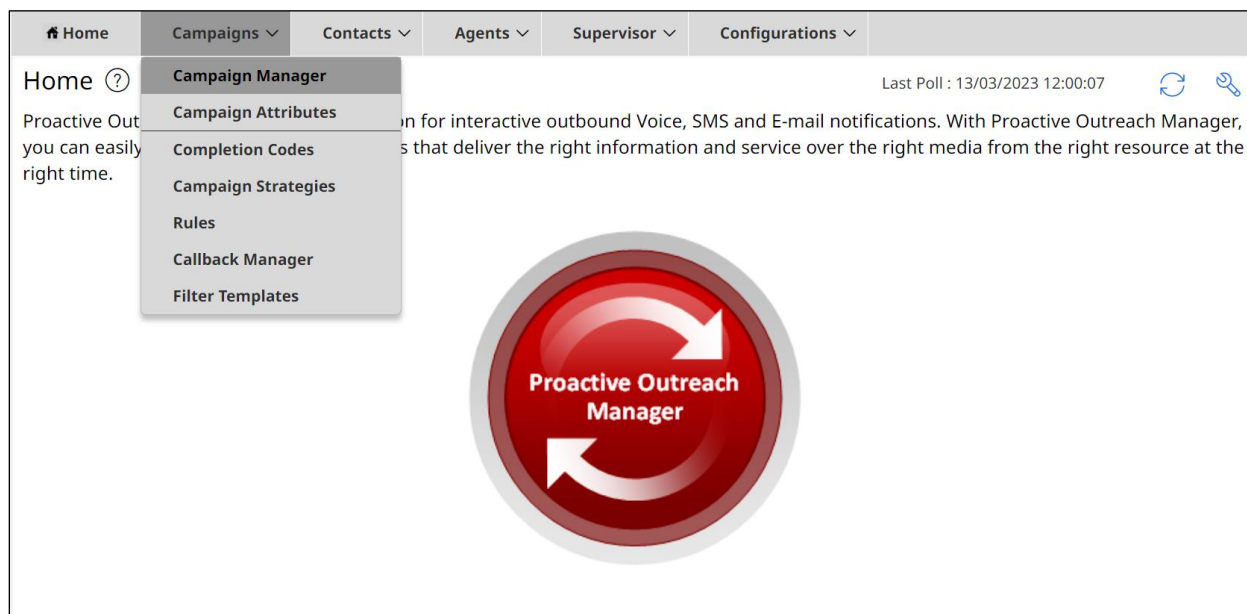 Home Campaigns Contacts Agents Supervisor Configurations
Home ? Campaign Manager Last Poll : 13/03/2023 12:00:07
Campaign Attributes
Proactive Out on for interactive outbound Voice, SMS and E-mail notifications. With Proactive Outreach Manager,
you can easily Completion Codes s that deliver the right information and service over the right media from the right resource at the
right time.
Campaign Strategies
Rules
Callback Manager
Filter Templates
Proactive Outreach
Manager